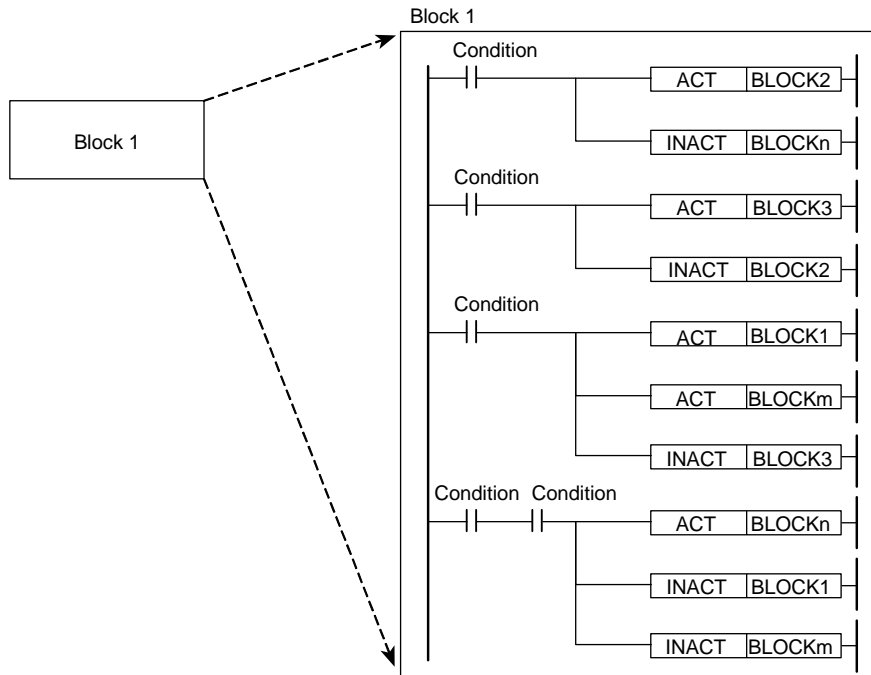 Block 1
Block 1
Condition
ACT BLOCK2
INACT BLOCKn
Condition
ACT BLOCK3
INACT BLOCK2
Condition
ACT BLOCK1
ACT BLOCKm
INACT BLOCK3
Condition Condition
ACT BLOCKn
INACT BLOCK1
INACT BLOCKm